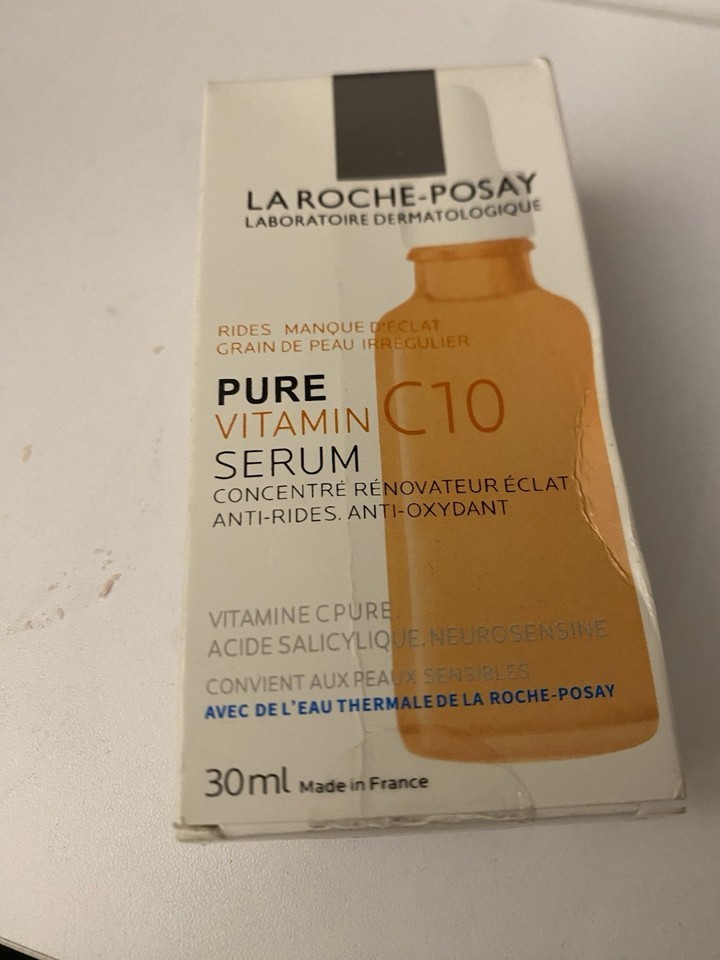 LA ROCHE-POSAY
LABORATOIRE DERMATOLOGIQUE
RIDES MANQUE D'ÉCLAT
GRAIN DE PEAU IRRÉGULIER
PURE
VITAMIN C10
SERUM
CONCENTRÉ RÉNOVATEUR ÉCLAT
ANTI-RIDES. ANTI-OXYDANT
VITAMINE C PURE.
ACIDE SALICYLIQUE. NEUROSENSINE
CONVIENT AUX PEAUX SENSIBLES
AVEC DE L'EAU THERMALE DE LA ROCHE-POSAY
30ml Made in France